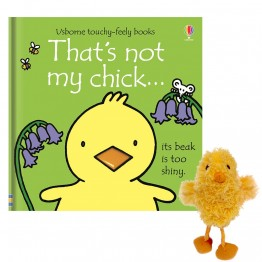 Usborne touchy-feely books
That's not
my chick...
its beak is too
shiny.